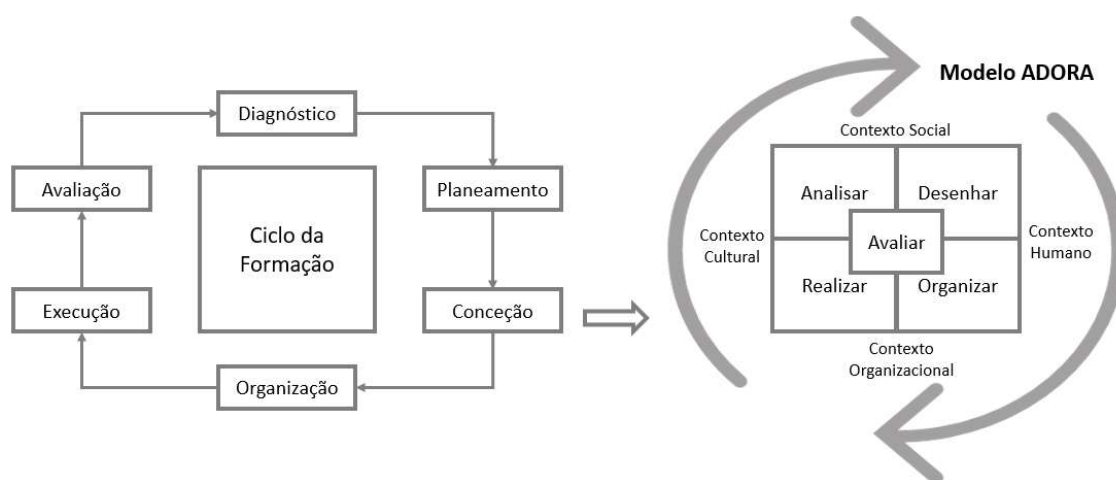 Diagnóstico
Planeamento
Conceção
Organização
Execução
Avaliação
Ciclo da
Formação
Modelo ADORA
Contexto Social
Analisar
Desenhar
Avaliar
Realizar
Organizar
Contexto
Cultural
Contexto
Humano
Contexto
Organizacional